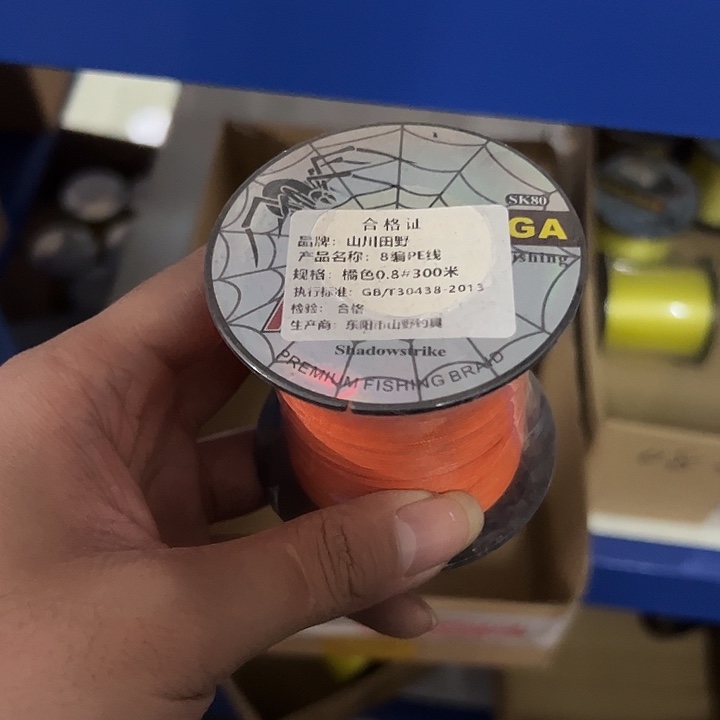 SK80
GA
合格证
品牌：山川田野
产品名称：8编PE线
规格：橘色0.8#300米
执行标准：GB/T30438-2013
检验：合格
生产商：东阳市山野钓具
Shadowstrike
PREMIUM FISHING BRAID